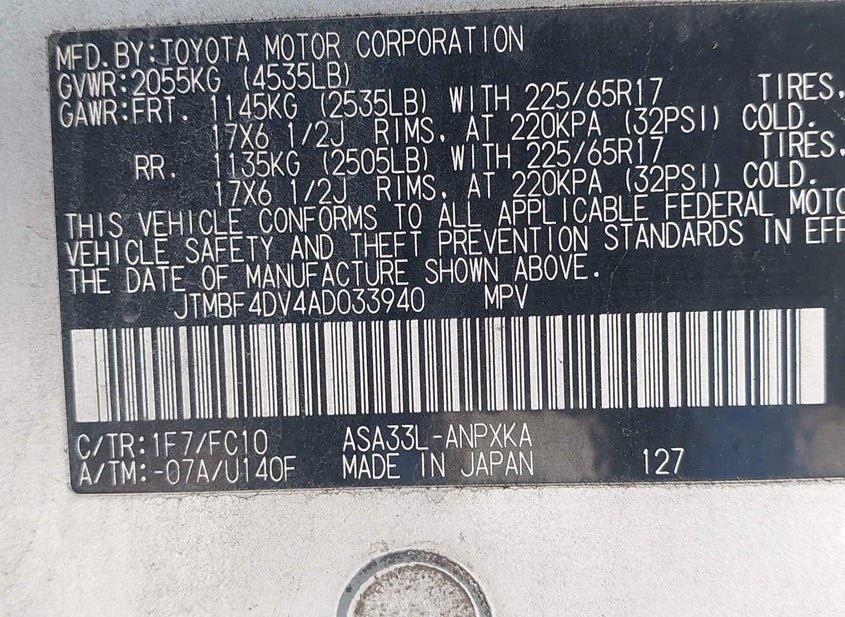 MFD.BY:TOYOTA MOTOR CORPORATION
GVWR:2055KG (4535LB)
GAWR:FRT. 1145KG (2535LB) WITH 225/65R17 TIRES,
17X6 1/2J RIMS, AT 220KPA (32PSI) COLD.
RR. 1135KG (2505LB) WITH 225/65R17 TIRES,
17X6 1/2J RIMS, AT 220KPA (32PSI) COLD.
THIS VEHICLE CONFORMS TO ALL APPLICABLE FEDERAL MOTO
VEHICLE SAFETY AND THEFT PREVENTION STANDARDS IN EFF
THE DATE OF MANUFACTURE SHOWN ABOVE.
JTMBF4DV4AD033940 MPV
C/TR:1F7/FC10 ASA33L-ANPXKA
A/TM:-07A/U140F MADE IN JAPAN 127